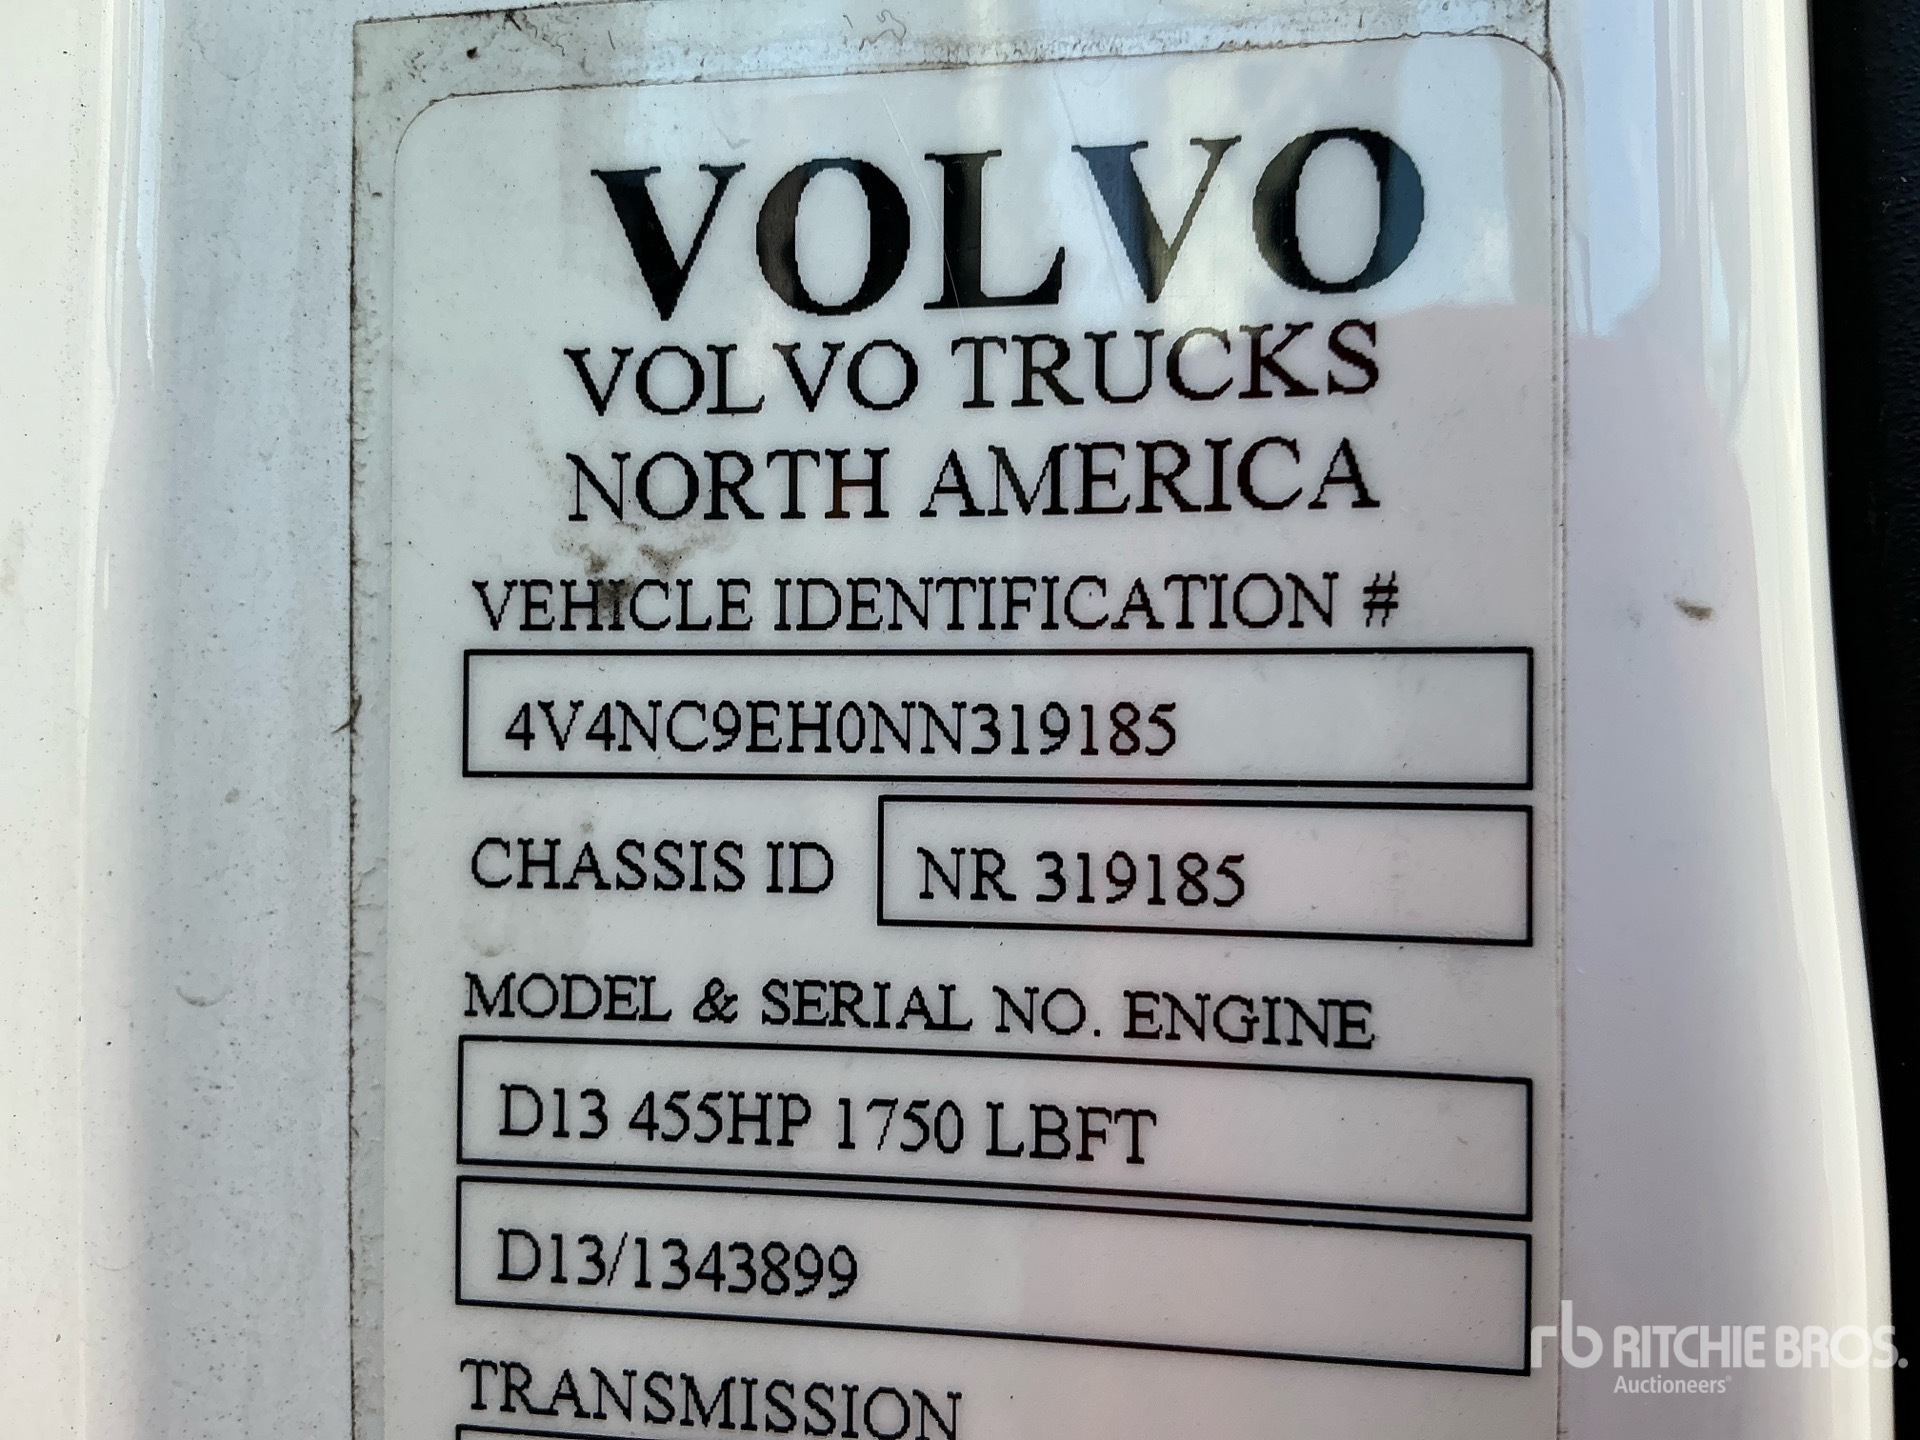 VOLVO
VOLVO TRUCKS
NORTH AMERICA
VEHICLE IDENTIFICATION #
4V4NC9EH0NN319185
CHASSIS ID
NR 319185
MODEL & SERIAL NO. ENGINE
D13 455HP 1750 LBFT
D13/1343899
TRANSMISSION
rb RITCHIE BROS.
Auctioneers